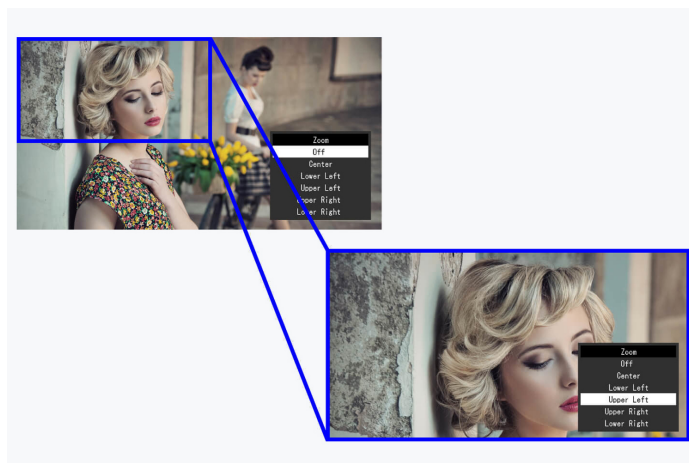 Zoom
Off
Center
Lower Left
Upper Left
Upper Right
Lower Right
Zoom
Off
Center
Lower Left
Upper Left
Upper Right
Lower Right